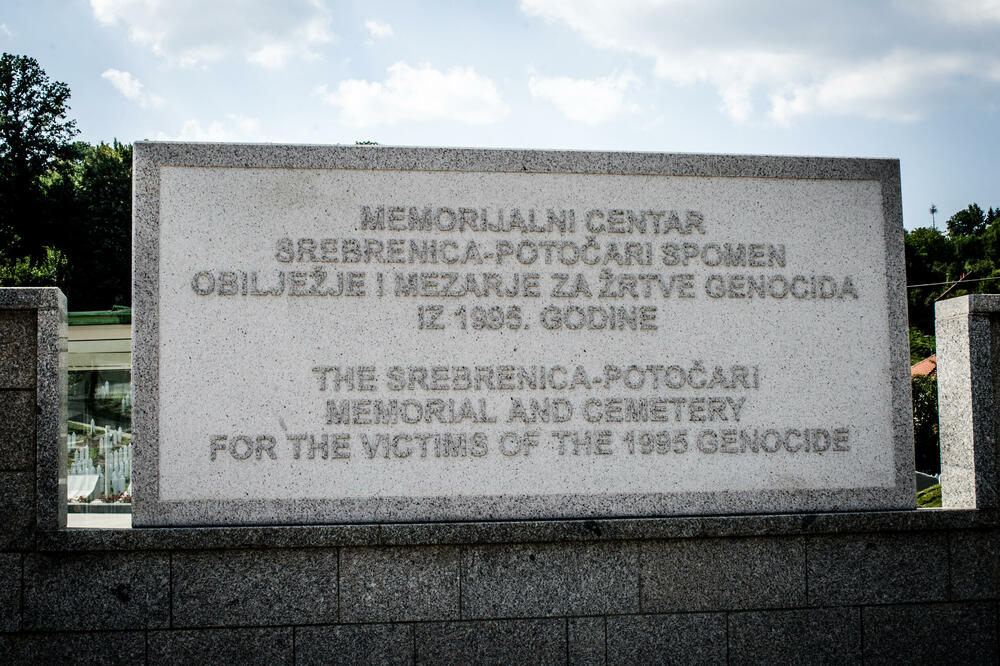 MEMORIJALNI CENTAR
SREBRENICA-POTOČARI SPOMEN
OBILJEŽJE I MEZARJE ZA ŽRTVE GENOCIDA
IZ 1995. GODINE
THE SREBRENICA-POTOČARI
MEMORIAL AND CEMETERY
FOR THE VICTIMS OF THE 1995 GENOCIDE